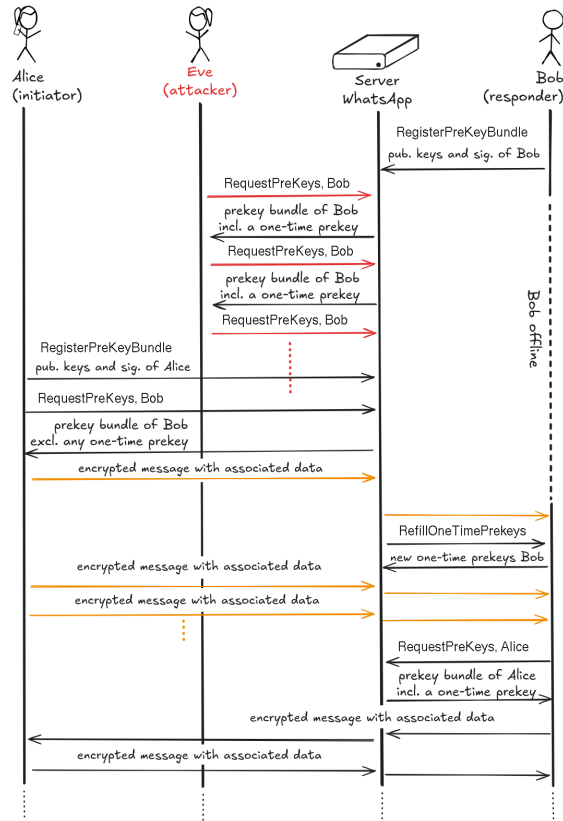 Alice
(initiator)
Eve
(attacker)
Server
WhatsApp
Bob
(responder)
RegisterPreKeyBundle
pub. keys and sig. of Bob
RequestPreKeys, Bob
prekey bundle of Bob
incl. a one-time prekey
RequestPreKeys, Bob
prekey bundle of Bob
incl. a one-time prekey
RequestPreKeys, Bob
Bob offline
RegisterPreKeyBundle
pub. keys and sig. of Alice
RequestPreKeys, Bob
prekey bundle of Bob
excl. any one-time prekey
encrypted message with associated data
RefillOneTimePrekeys
new one-time prekeys Bob
encrypted message with associated data
encrypted message with associated data
RequestPreKeys, Alice
prekey bundle of Alice
incl. a one-time prekey
encrypted message with associated data
encrypted message with associated data